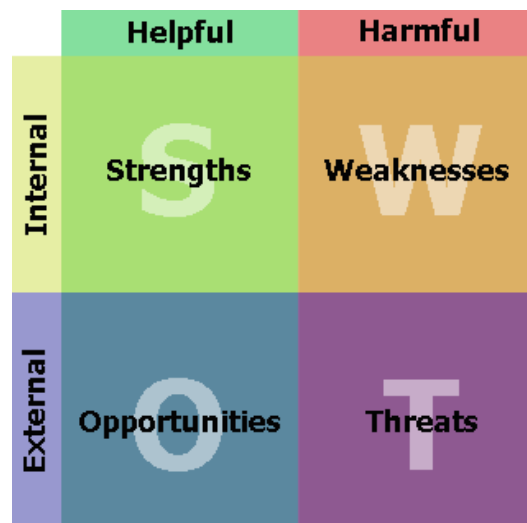 Helpful
Harmful
Internal
S
Strengths
W
Weaknesses
External
O
Opportunities
T
Threats